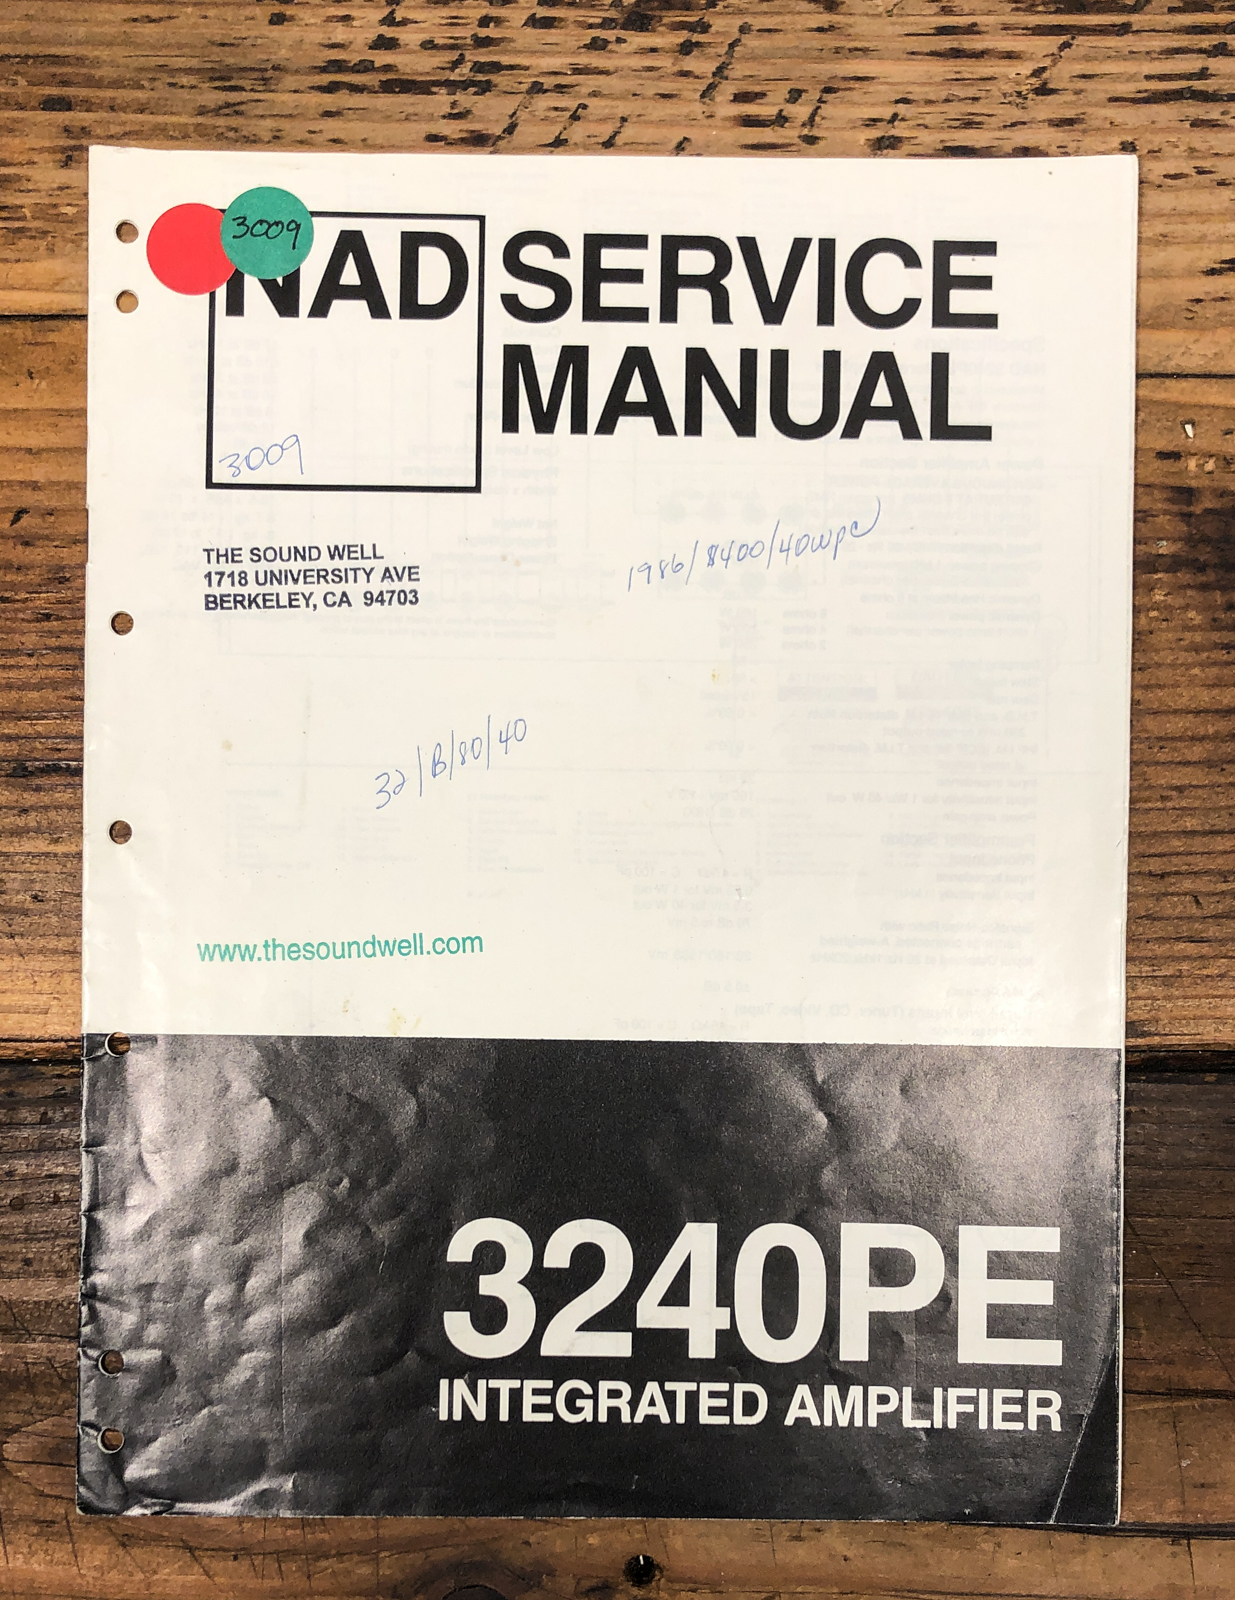 3009
NAD SERVICE
MANUAL
3009
THE SOUND WELL
1718 UNIVERSITY AVE
BERKELEY, CA 94703
1986/$400/40wpc
32/B/80/40
www.thesoundwell.com
3240PE
INTEGRATED AMPLIFIER